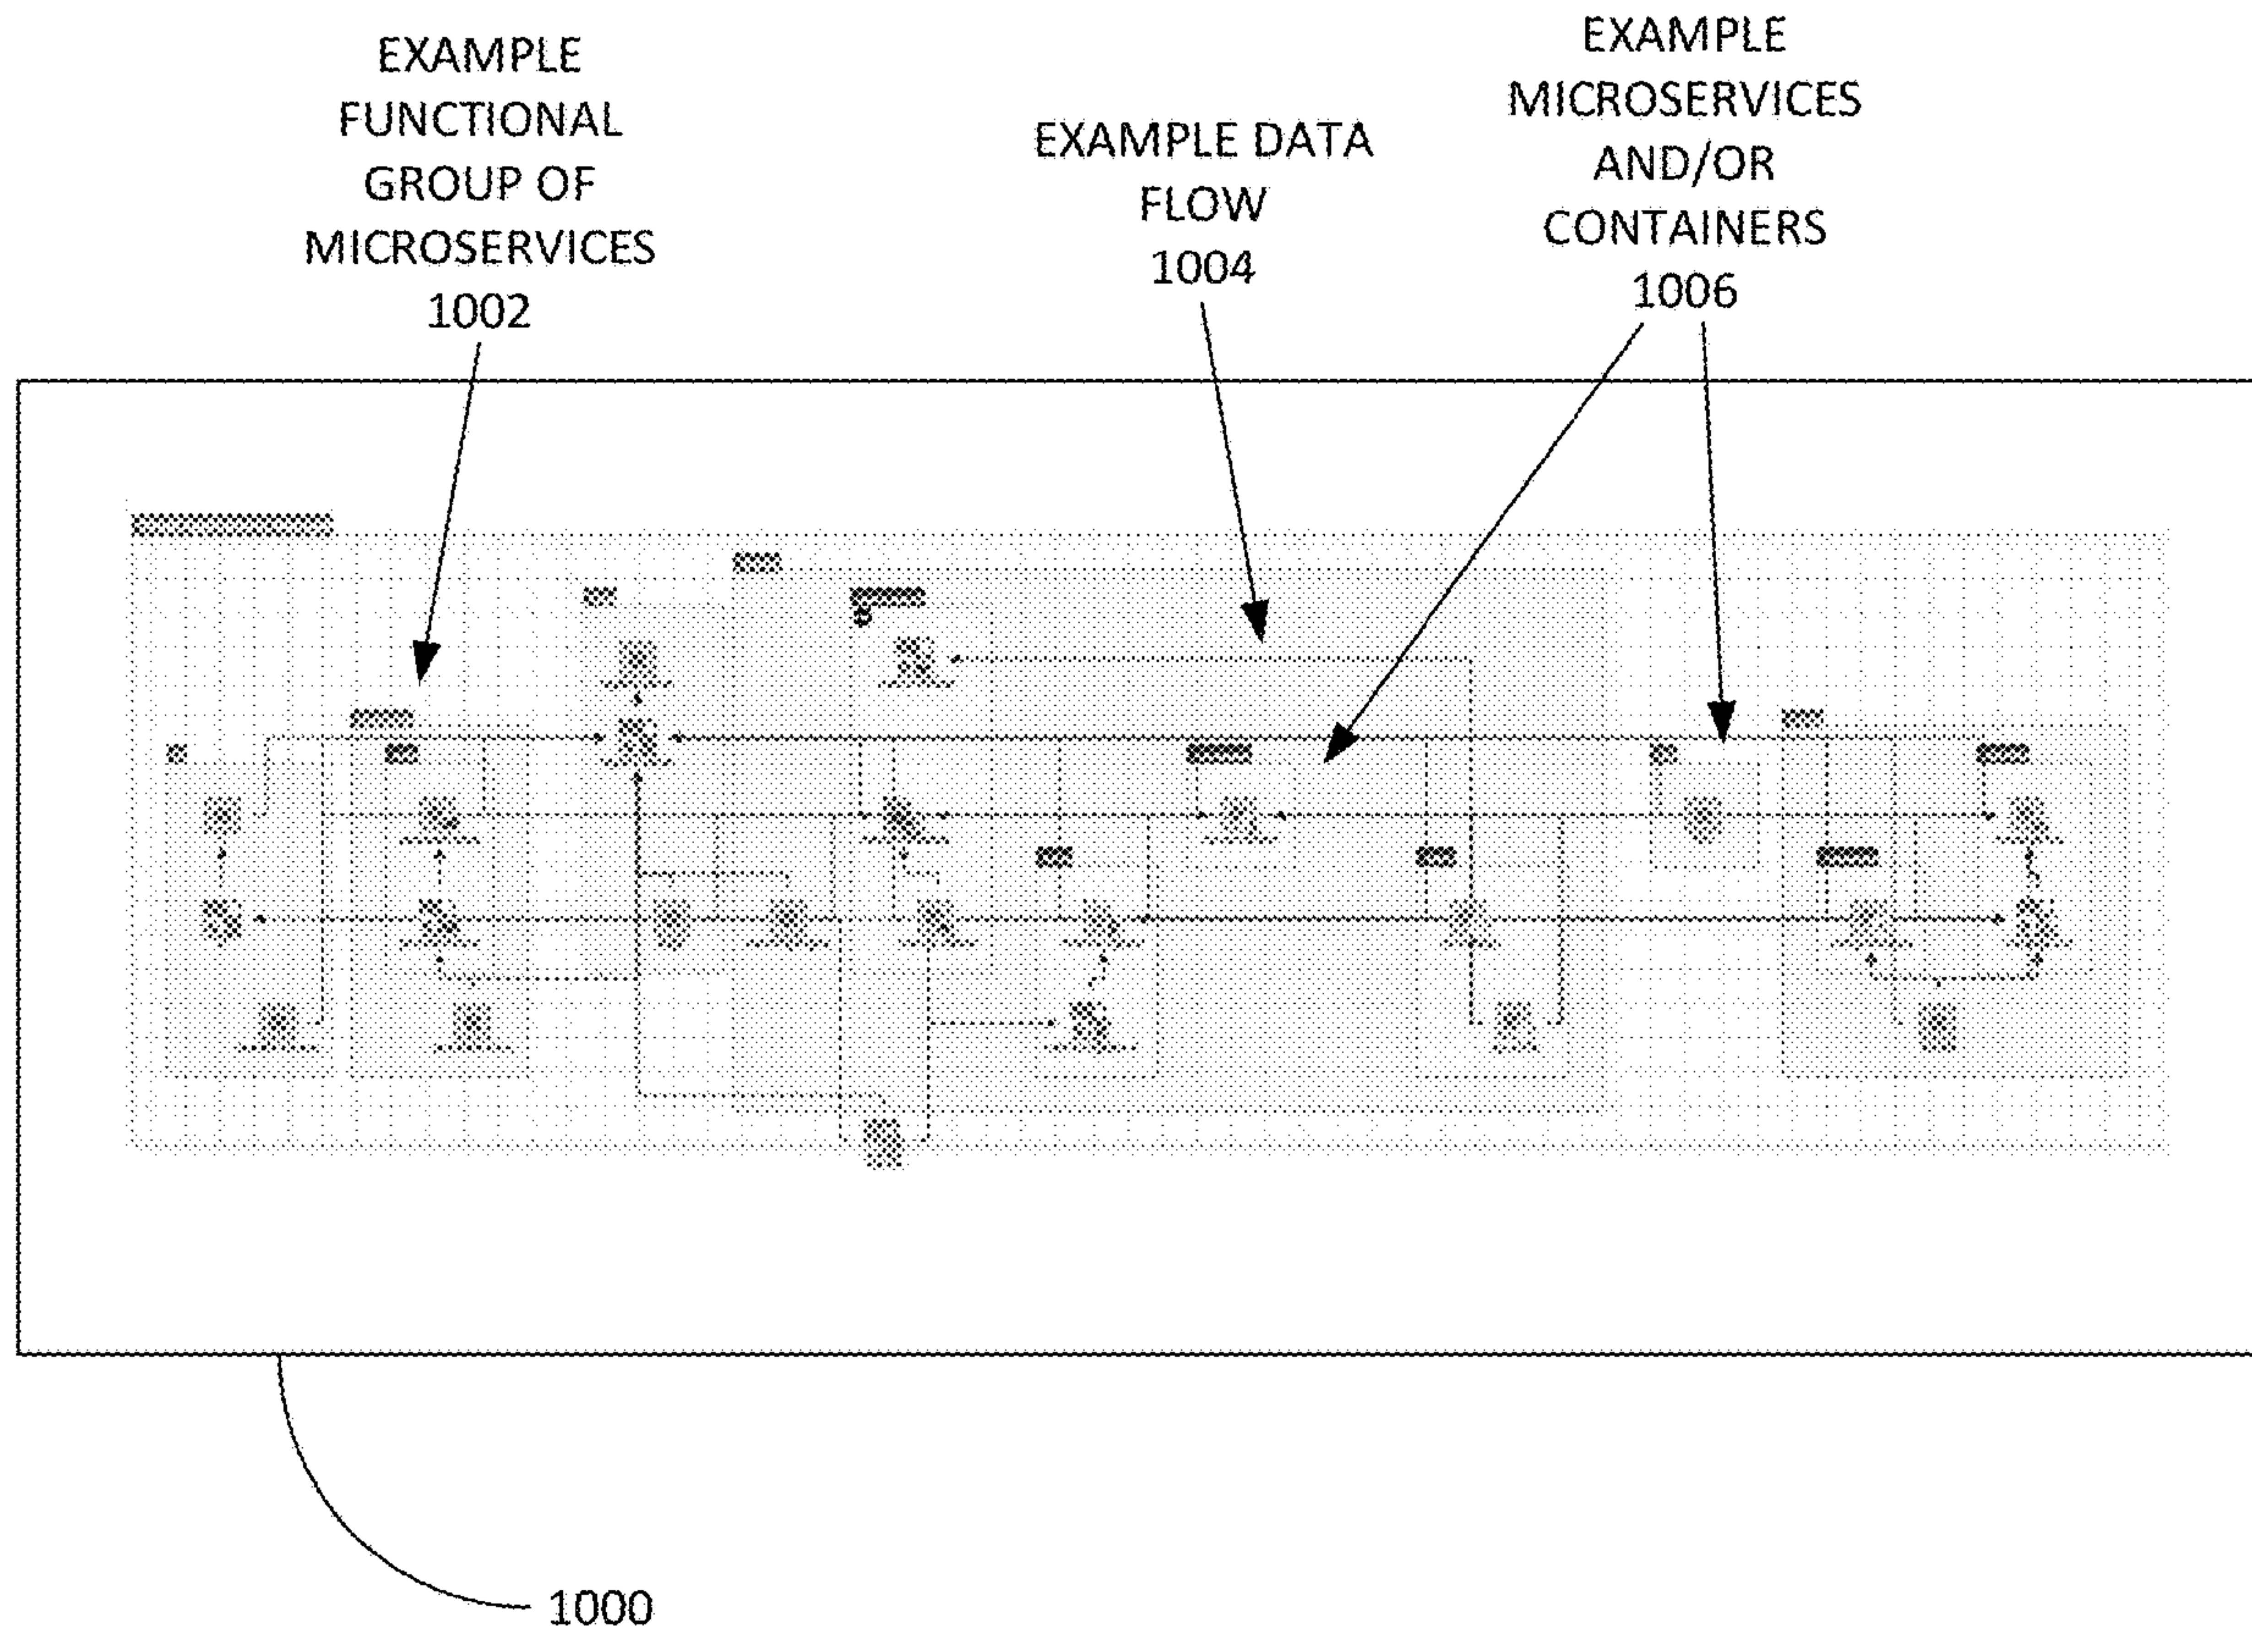 EXAMPLE
FUNCTIONAL
GROUP OF
MICROSERVICES
1002
EXAMPLE DATA
FLOW
1004
EXAMPLE
MICROSERVICES
AND/OR
CONTAINERS
1006
1000